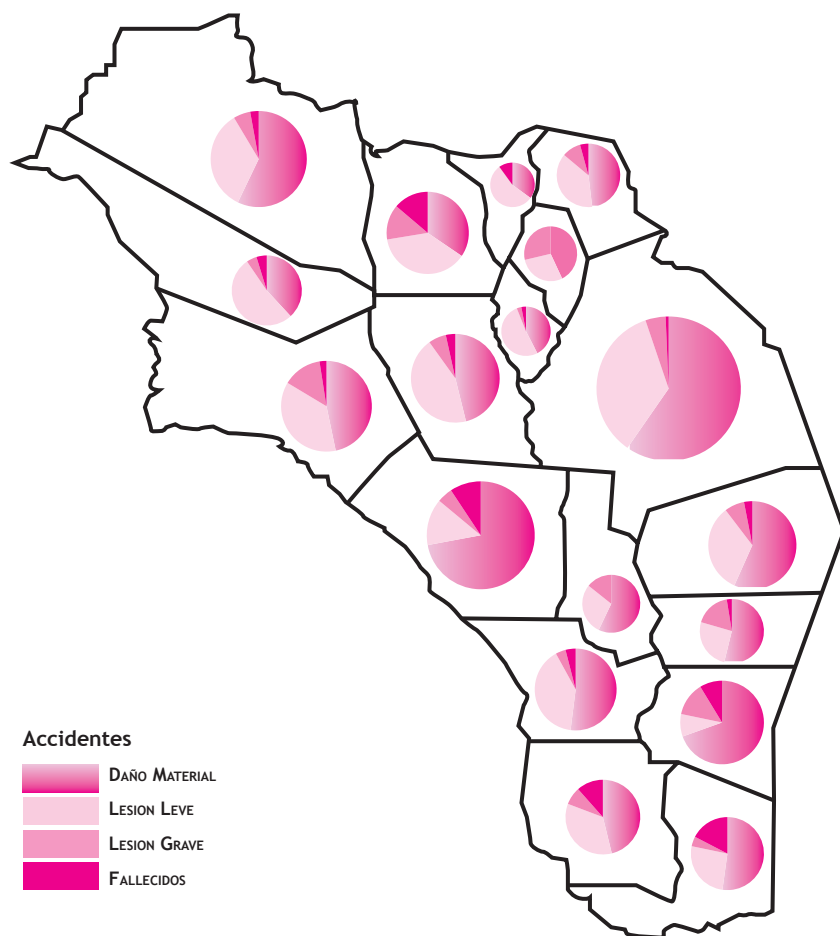 Accidentes
Daño Material
Lesion Leve
Lesion Grave
Fallecidos